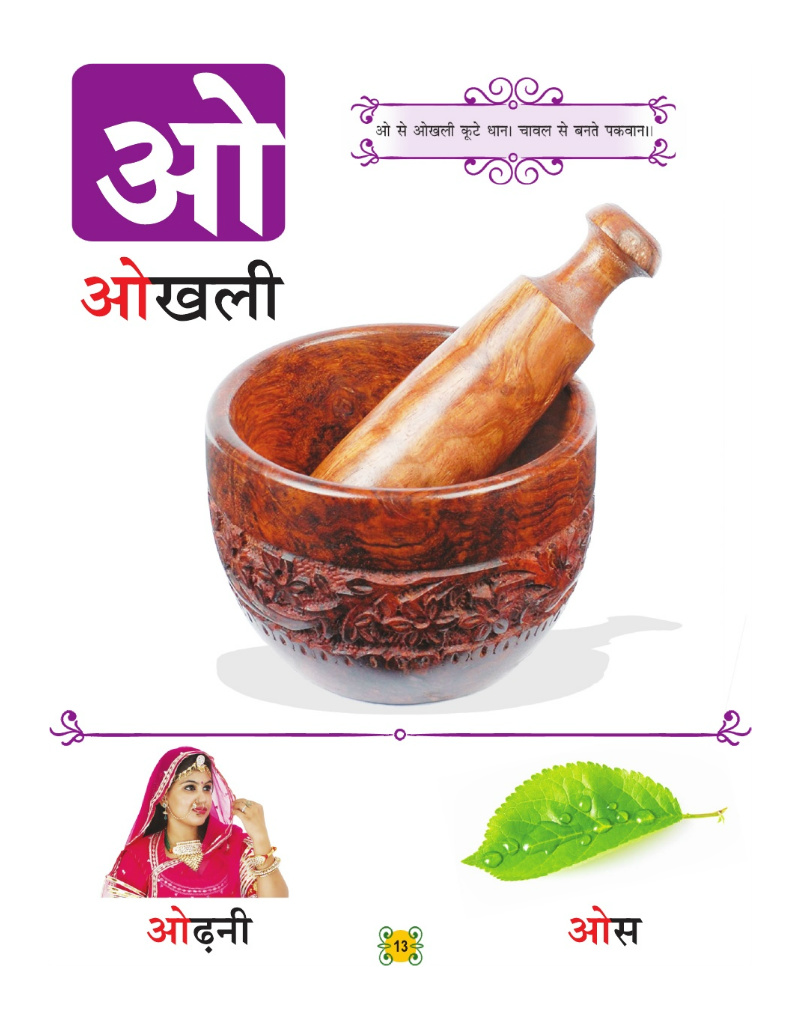 ओ
ओ से ओखली कूटे धान। चावल से बनते पकवान।।
ओखली
ओढ़नी
ओस
13